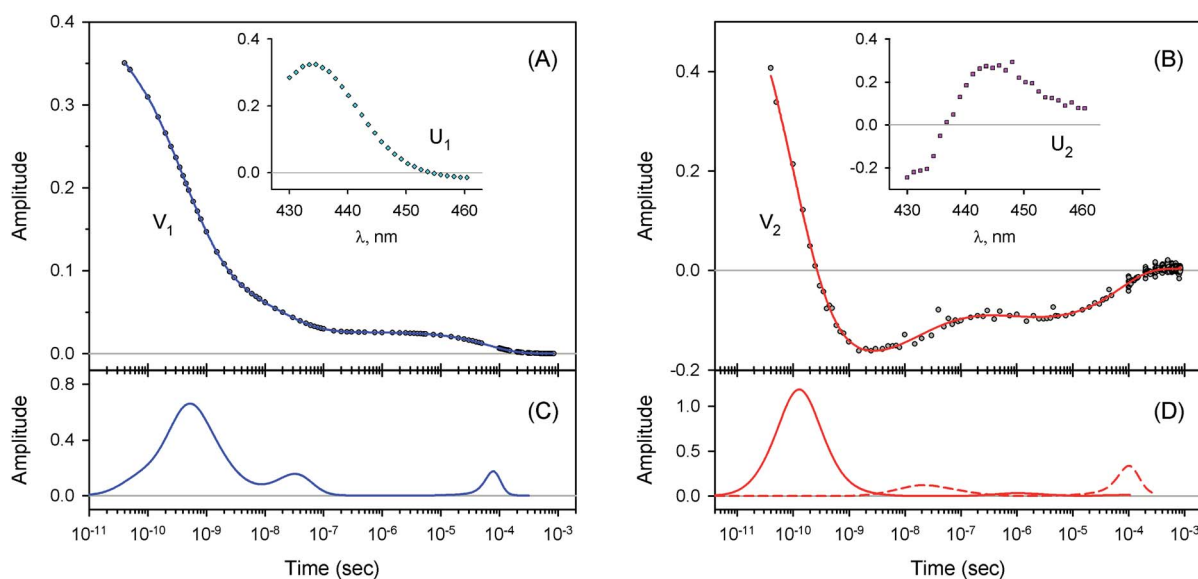 (A)
0.4
0.3
0.2
0.1
0.0
Amplitude
V1
0.4
0.2
0.0
U1
430 440 450 460
λ, nm
(B)
0.4
0.2
0.0
-0.2
Amplitude
V2
0.4
0.2
0.0
-0.2
U2
430 440 450 460
λ, nm
(C)
0.8
0.4
0.0
Amplitude
10-11 10-10 10-9 10-8 10-7 10-6 10-5 10-4 10-3
Time (sec)
(D)
1.0
0.5
0.0
Amplitude
10-11 10-10 10-9 10-8 10-7 10-6 10-5 10-4 10-3
Time (sec)